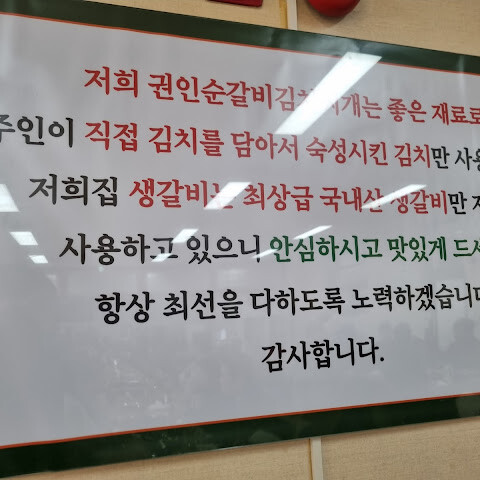 저희 권인순갈비김치찌개는 좋은 재료로
주인이 직접 김치를 담아서 숙성시킨 김치만 사용
저희집 생갈비는 최상급 국내산 생갈비만
사용하고 있으니 안심하시고 맛있게 드세
항상 최선을 다하도록 노력하겠습니다
감사합니다.